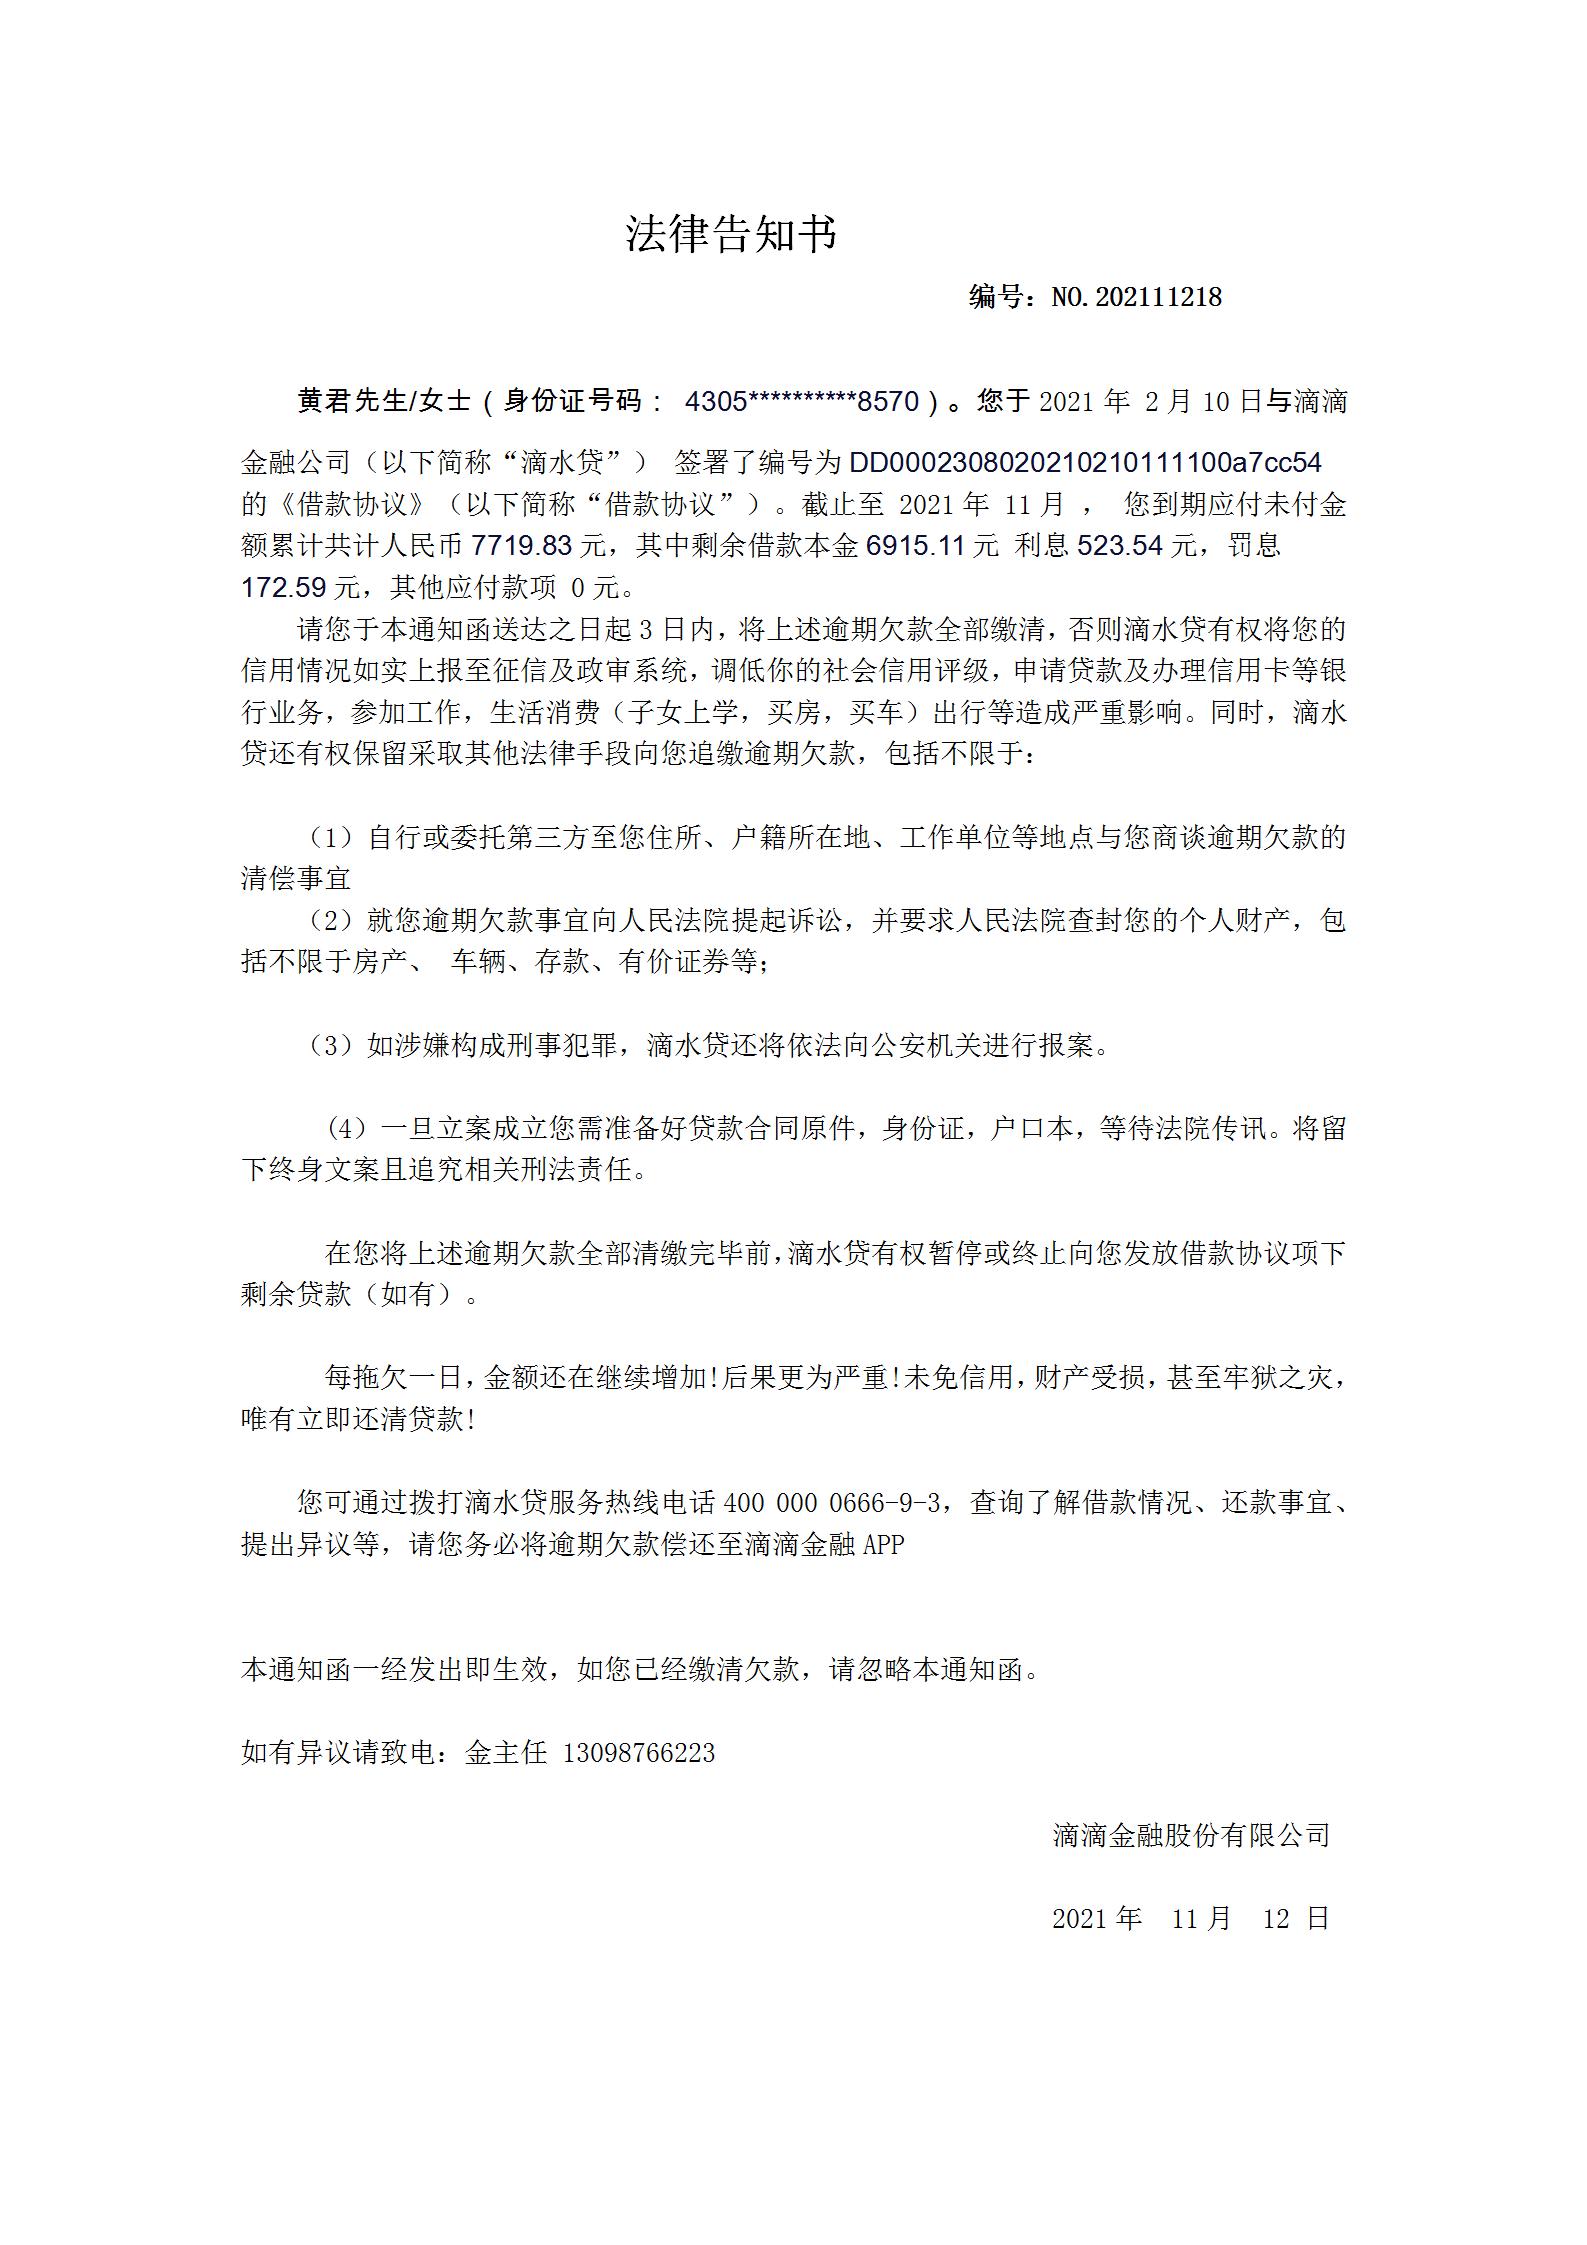 法律告知书
编号：NO.202111218
黄君先生/女士（身份证号码： 4305**********8570）。您于 2021 年 2 月 10 日与滴滴
金融公司（以下简称“滴水贷”） 签署了编号为 DD0002308020210210111100a7cc54
的《借款协议》（以下简称“借款协议”）。截止至 2021 年 11 月 ， 您到期应付未付金
额累计共计人民币 7719.83 元，其中剩余借款本金 6915.11 元 利息 523.54 元，罚息
172.59 元，其他应付款项 0 元。
请您于本通知函送达之日起 3 日内，将上述逾期欠款全部缴清，否则滴水贷有权将您的
信用情况如实上报至征信及政审系统，调低你的社会信用评级，申请贷款及办理信用卡等银
行业务，参加工作，生活消费（子女上学，买房，买车）出行等造成严重影响。同时，滴水
贷还有权保留采取其他法律手段向您追缴逾期欠款，包括不限于：
（1）自行或委托第三方至您住所、户籍所在地、工作单位等地点与您商谈逾期欠款的
清偿事宜
（2）就您逾期欠款事宜向人民法院提起诉讼，并要求人民法院查封您的个人财产，包
括不限于房产、 车辆、存款、有价证券等；
（3）如涉嫌构成刑事犯罪，滴水贷还将依法向公安机关进行报案。
(4）一旦立案成立您需准备好贷款合同原件，身份证，户口本，等待法院传讯。将留
下终身文案且追究相关刑法责任。
在您将上述逾期欠款全部清缴完毕前，滴水贷有权暂停或终止向您发放借款协议项下
剩余贷款（如有）。
每拖欠一日，金额还在继续增加！后果更为严重！未免信用，财产受损，甚至牢狱之灾，
唯有立即还清贷款！
您可通过拨打滴水贷服务热线电话 400 000 0666-9-3，查询了解借款情况、还款事宜、
提出异议等，请您务必将逾期欠款偿还至滴滴金融 APP
本通知函一经发出即生效，如您已经缴清欠款，请忽略本通知函。
如有异议请致电：金主任 13098766223
滴滴金融股份有限公司
2021 年 11 月 12 日